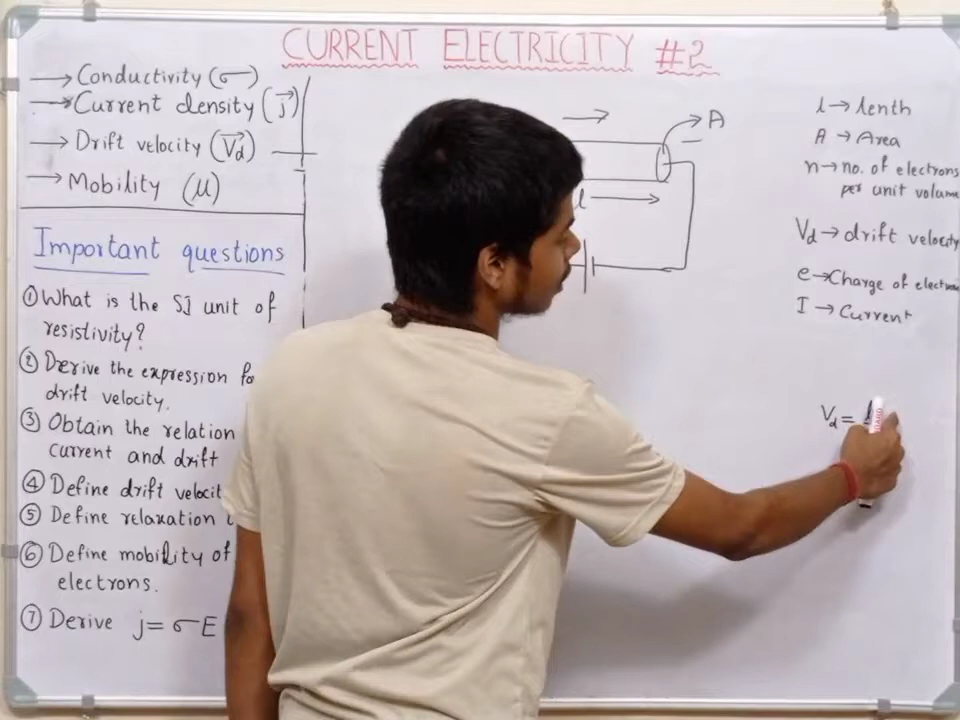 CURRENT ELECTRICITY #2
→ Conductivity (σ)
→ Current density (j⃗)
→ Drift velocity (V⃗d)
→ Mobility (μ)
Important questions
① What is the SI unit of
resistivity?
② Derive the expression fo
drift velocity.
③ Obtain the relation
current and drift
④ Define drift velocit
⑤ Define relaxation
⑥ Define mobility of
electrons.
⑦ Derive j = σE
A
l
l → lenth
A → Area
n → no. of electrons
per unit volume
Vd → drift velocity
e → Charge of electron
I → Current
Vd =